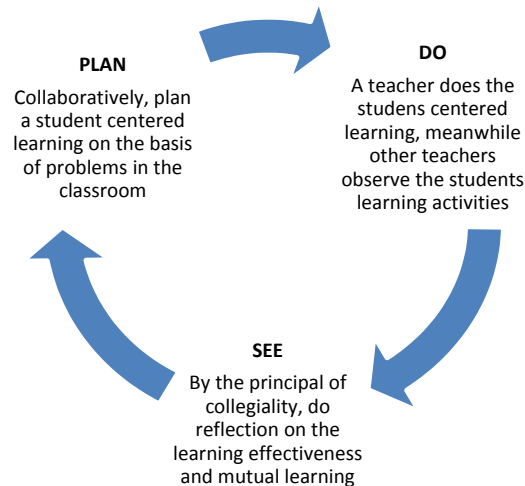 PLAN
Collaboratively, plan
a student centered
learning on the basis
of problems in the
classroom
DO
A teacher does the
studens centered
learning, meanwhile
other teachers
observe the students
learning activities
SEE
By the principal of
collegiality, do
reflection on the
learning effectiveness
and mutual learning